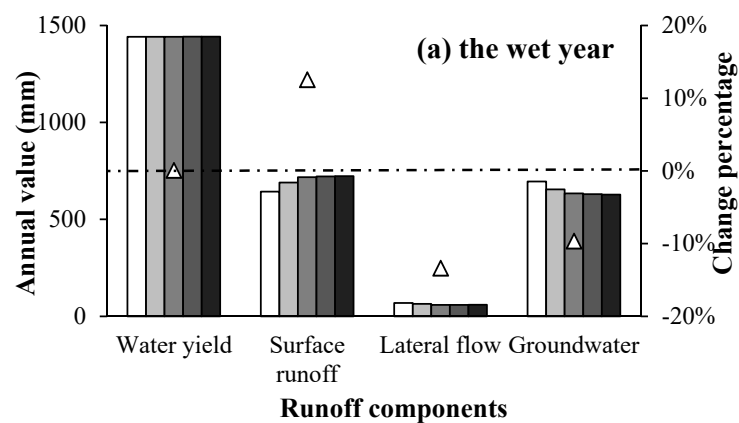 (a) the wet year
Annual value (mm)
1500
1000
500
0
20%
10%
0%
-10%
-20%
Change percentage
Water yield
Surface
runoff
Lateral flow
Groundwater
Runoff components